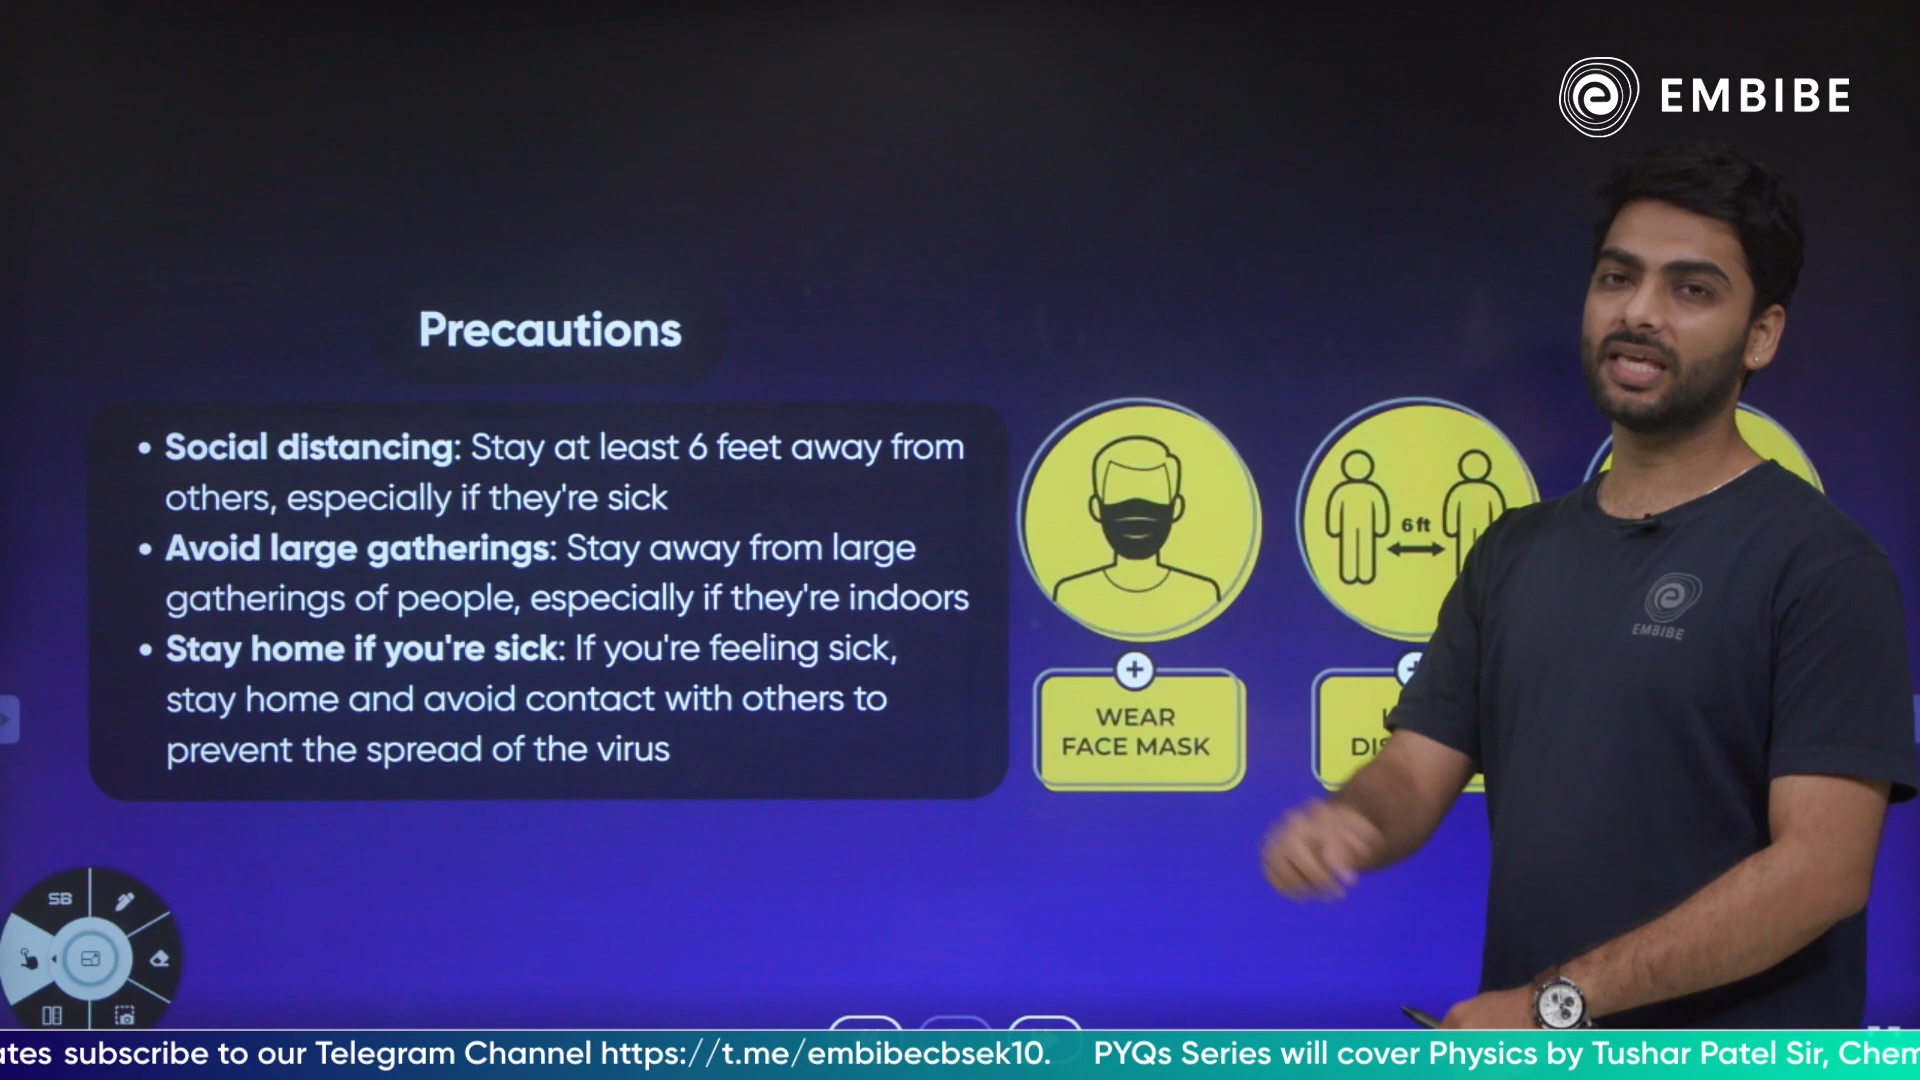 EMBIBE
Precautions
• Social distancing: Stay at least 6 feet away from
others, especially if they're sick
• Avoid large gatherings: Stay away from large
gatherings of people, especially if they're indoors
• Stay home if you're sick: If you're feeling sick,
stay home and avoid contact with others to
prevent the spread of the virus
6 ft
WEAR
FACE MASK
EMBIBE
SB
subscribe to our Telegram Channel https://t.me/embibecbsek10. PYQs Series will cover Physics by Tushar Patel Sir,